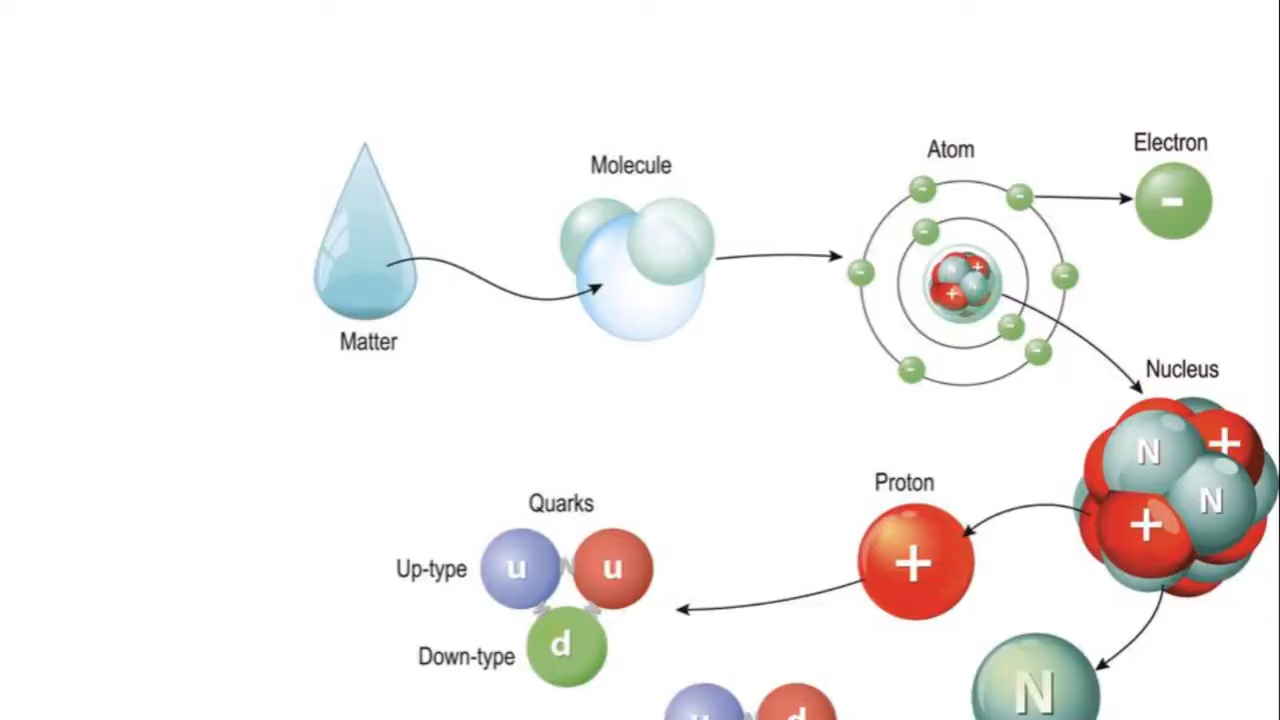 Electron
Atom
Molecule
-
- - - - - - - -
+
N
+
Matter
Nucleus
N +
N
+
Proton
+
Quarks
Up-type u u
Down-type d
N
u d